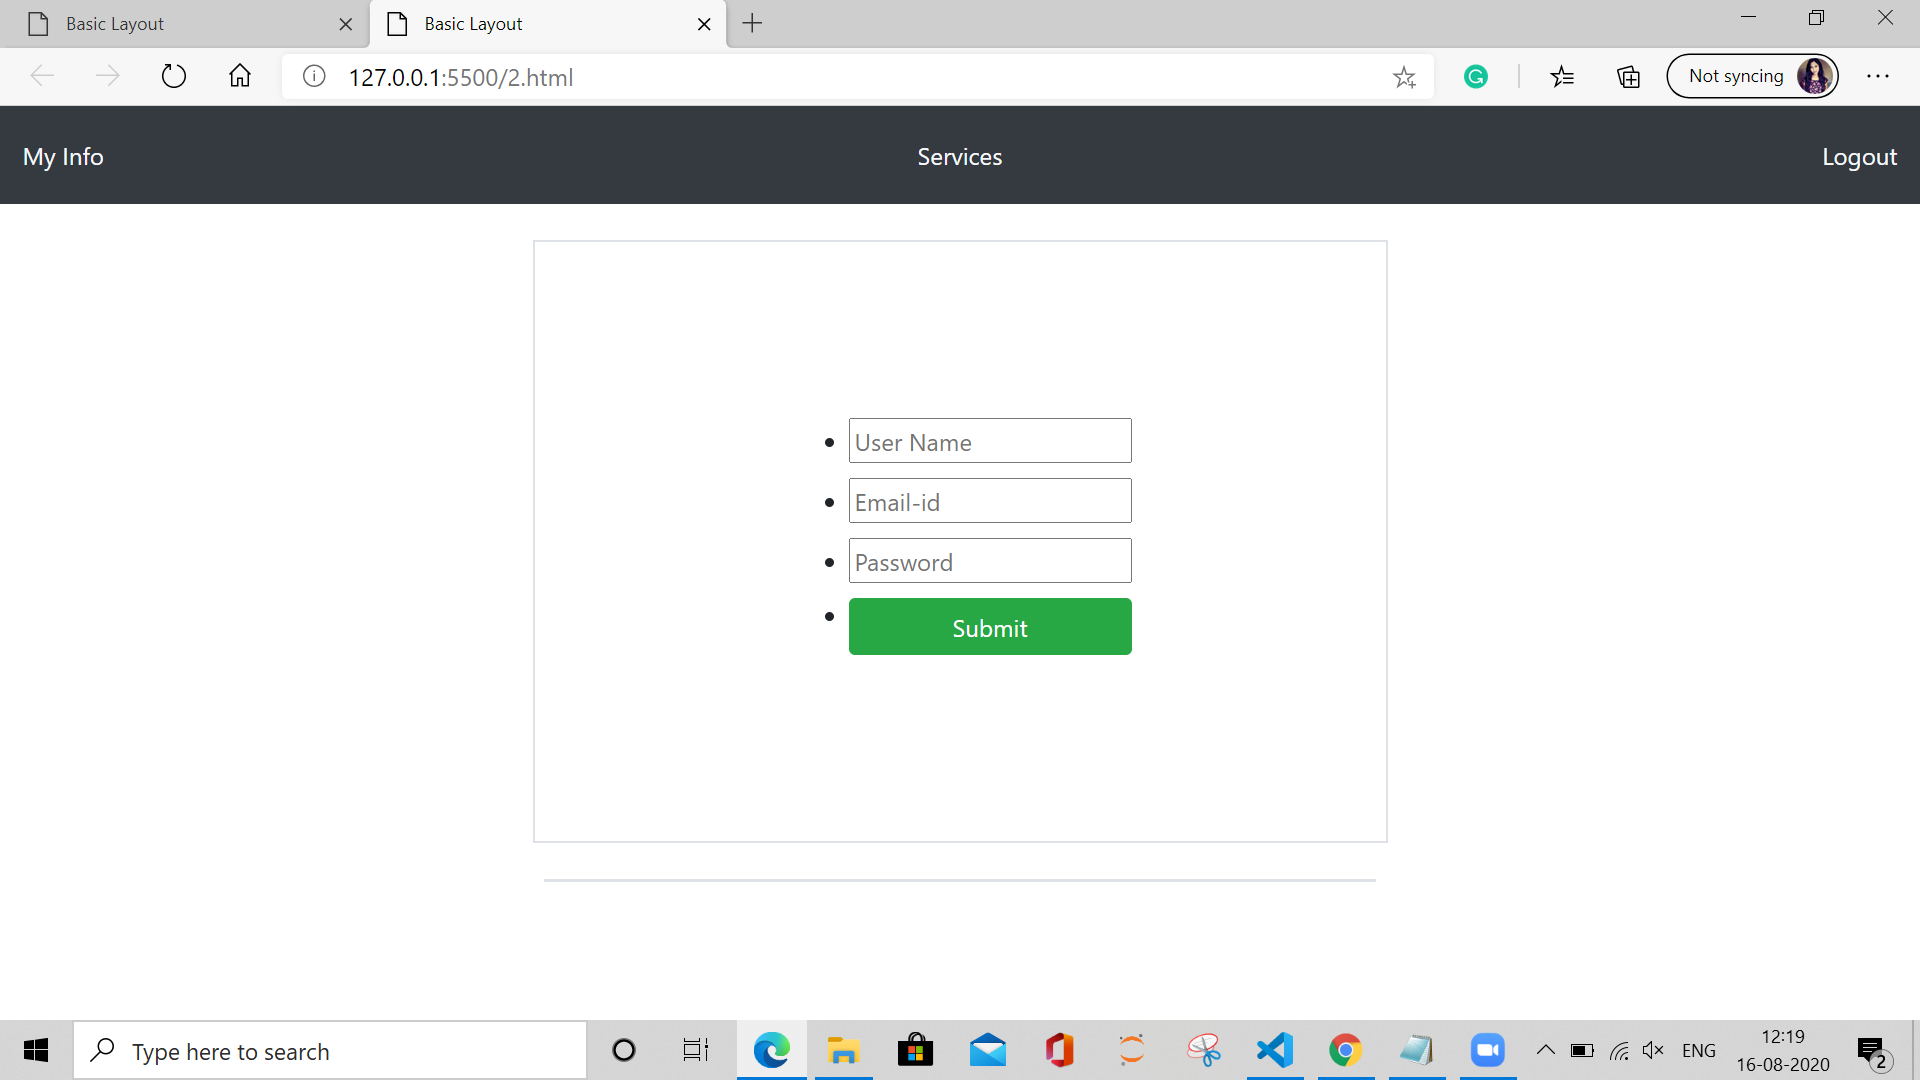 Basic Layout
Basic Layout
127.0.0.1:5500/2.html
Not syncing
My Info
Services
Logout
User Name
Email-id
Password
Submit
Type here to search
ENG
12:19
16-08-2020
2